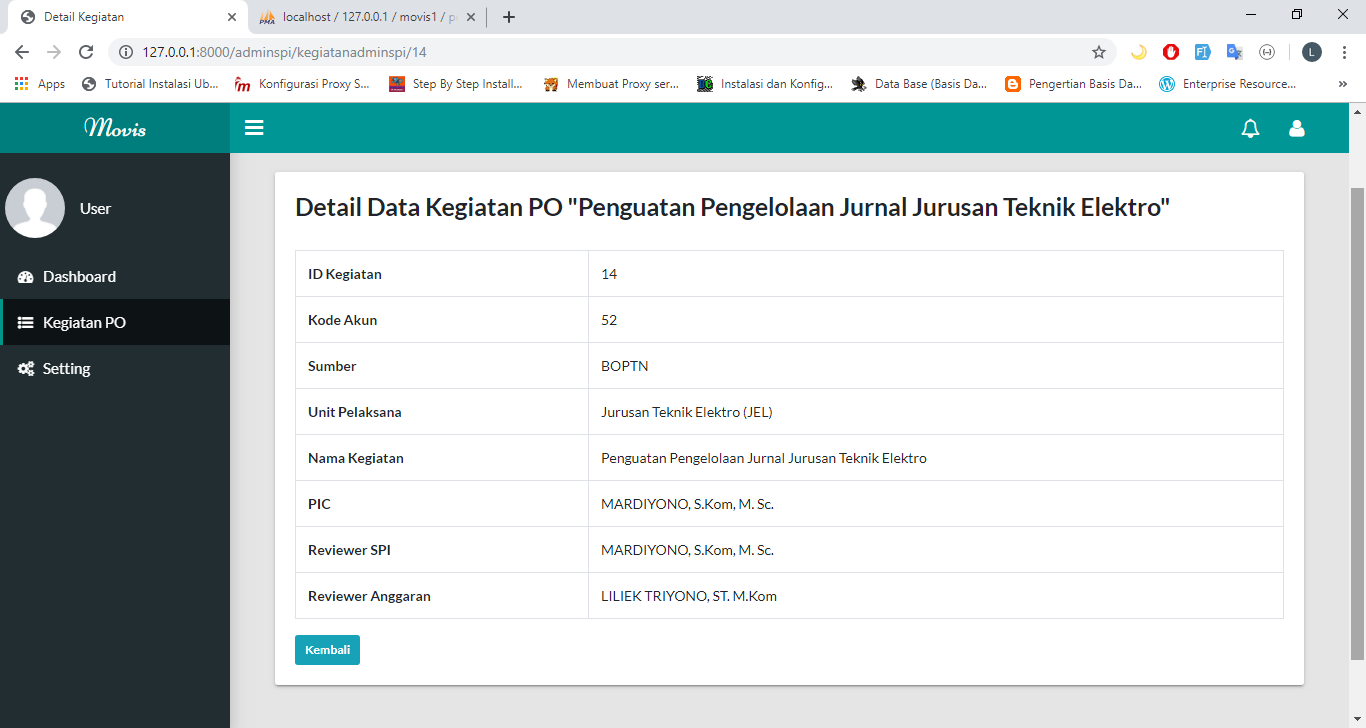 Detail Kegiatan
localhost / 127.0.0.1 / movis1 /
127.0.0.1:8000/adminspi/kegiatanadminspi/14
L
Apps
Tutorial Instalasi Ub...
Konfigurasi Proxy S...
Step By Step Install...
Membuat Proxy ser...
Instalasi dan Konfig...
Data Base (Basis Da...
Pengertian Basis Da...
Enterprise Resource...
»
Movis
User
Dashboard
Kegiatan PO
Setting
Detail Data Kegiatan PO "Penguatan Pengelolaan Jurnal Jurusan Teknik Elektro"
ID Kegiatan 14
Kode Akun 52
Sumber BOPTN
Unit Pelaksana Jurusan Teknik Elektro (JEL)
Nama Kegiatan Penguatan Pengelolaan Jurnal Jurusan Teknik Elektro
PIC MARDIYONO, S.Kom, M. Sc.
Reviewer SPI MARDIYONO, S.Kom, M. Sc.
Reviewer Anggaran LILIEK TRIYONO, ST. M.Kom
Kembali